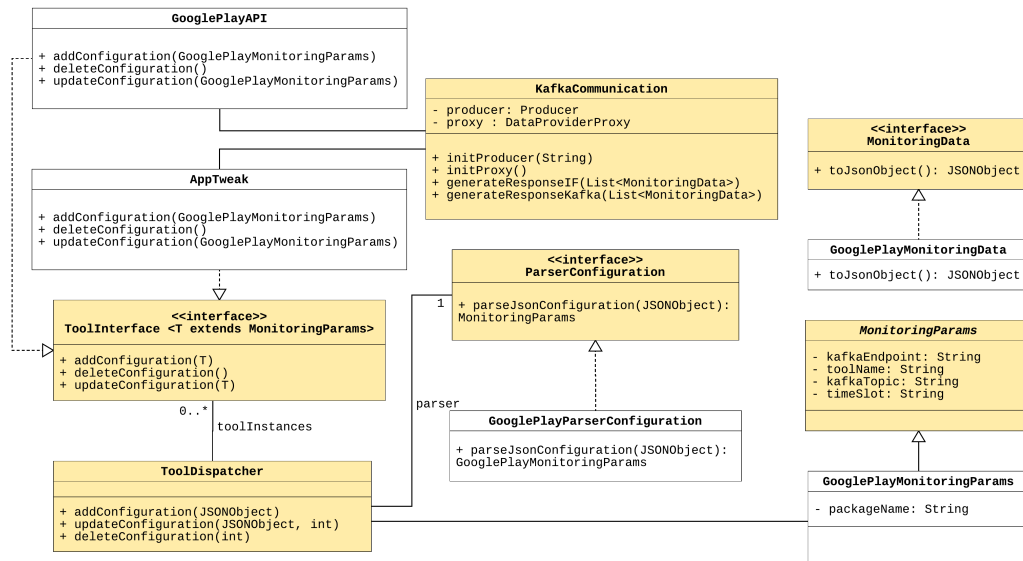 GooglePlayAPI
+ addConfiguration(GooglePlayMonitoringParams)
+ deleteConfiguration()
+ updateConfiguration(GooglePlayMonitoringParams)
KafkaCommunication
- producer: Producer
- proxy : DataProviderProxy
+ initProducer(String)
+ initProxy()
+ generateResponseIF(List<MonitoringData>)
+ generateResponseKafka(List<MonitoringData>)
<<interface>>
MonitoringData
+ toJsonObject(): JSONObject
AppTweak
+ addConfiguration(GooglePlayMonitoringParams)
+ deleteConfiguration()
+ updateConfiguration(GooglePlayMonitoringParams)
GooglePlayMonitoringData
+ toJsonObject(): JSONObject
<<interface>>
ParserConfiguration
+ parseJsonConfiguration(JSONObject):
MonitoringParams
1
<<interface>>
ToolInterface <T extends MonitoringParams>
+ addConfiguration(T)
+ deleteConfiguration()
+ updateConfiguration(T)
MonitoringParams
- kafkaEndpoint: String
- toolName: String
- kafkaTopic: String
- timeSlot: String
0..*
toolInstances
parser
GooglePlayParserConfiguration
+ parseJsonConfiguration(JSONObject):
GooglePlayMonitoringParams
ToolDispatcher
+ addConfiguration(JSONObject)
+ updateConfiguration(JSONObject, int)
+ deleteConfiguration(int)
GooglePlayMonitoringParams
- packageName: String